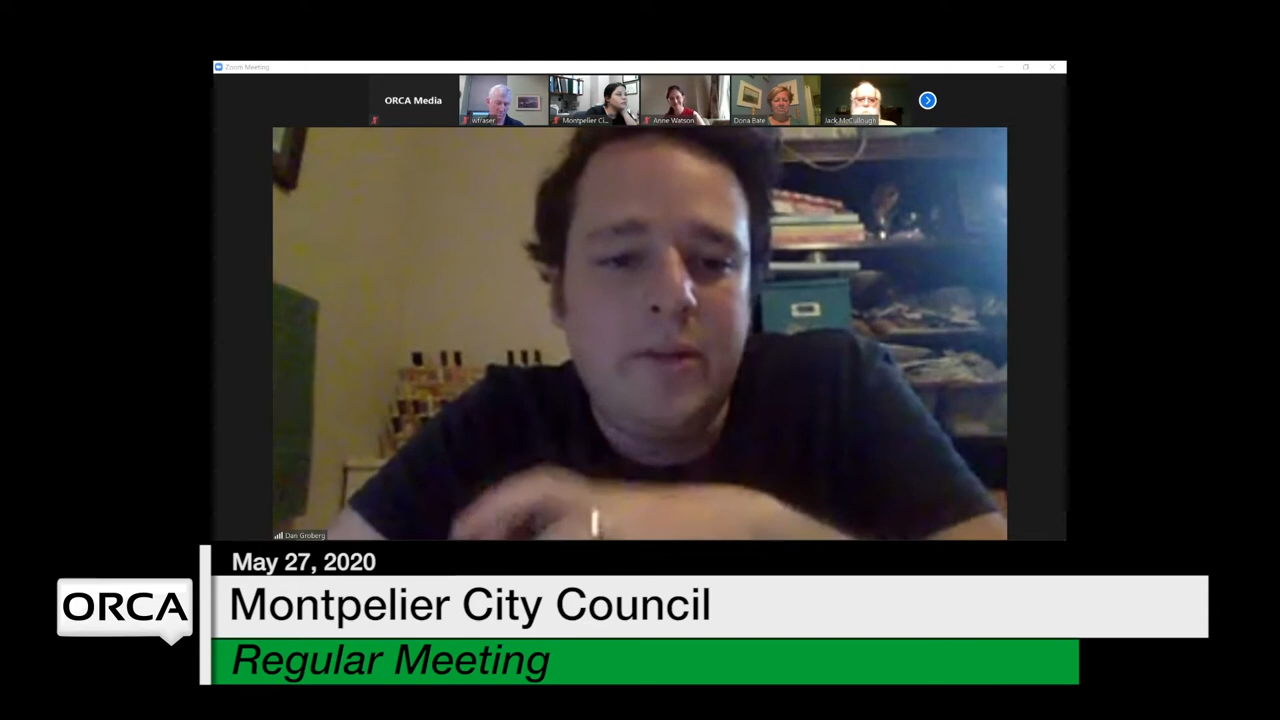 Zoom Meeting
ORCA Media
wfraser
Montpelier Ci...
Anne Watson
Dona Bate
Jack McCullough
Dan Groberg
May 27, 2020
ORCA
Montpelier City Council
Regular Meeting